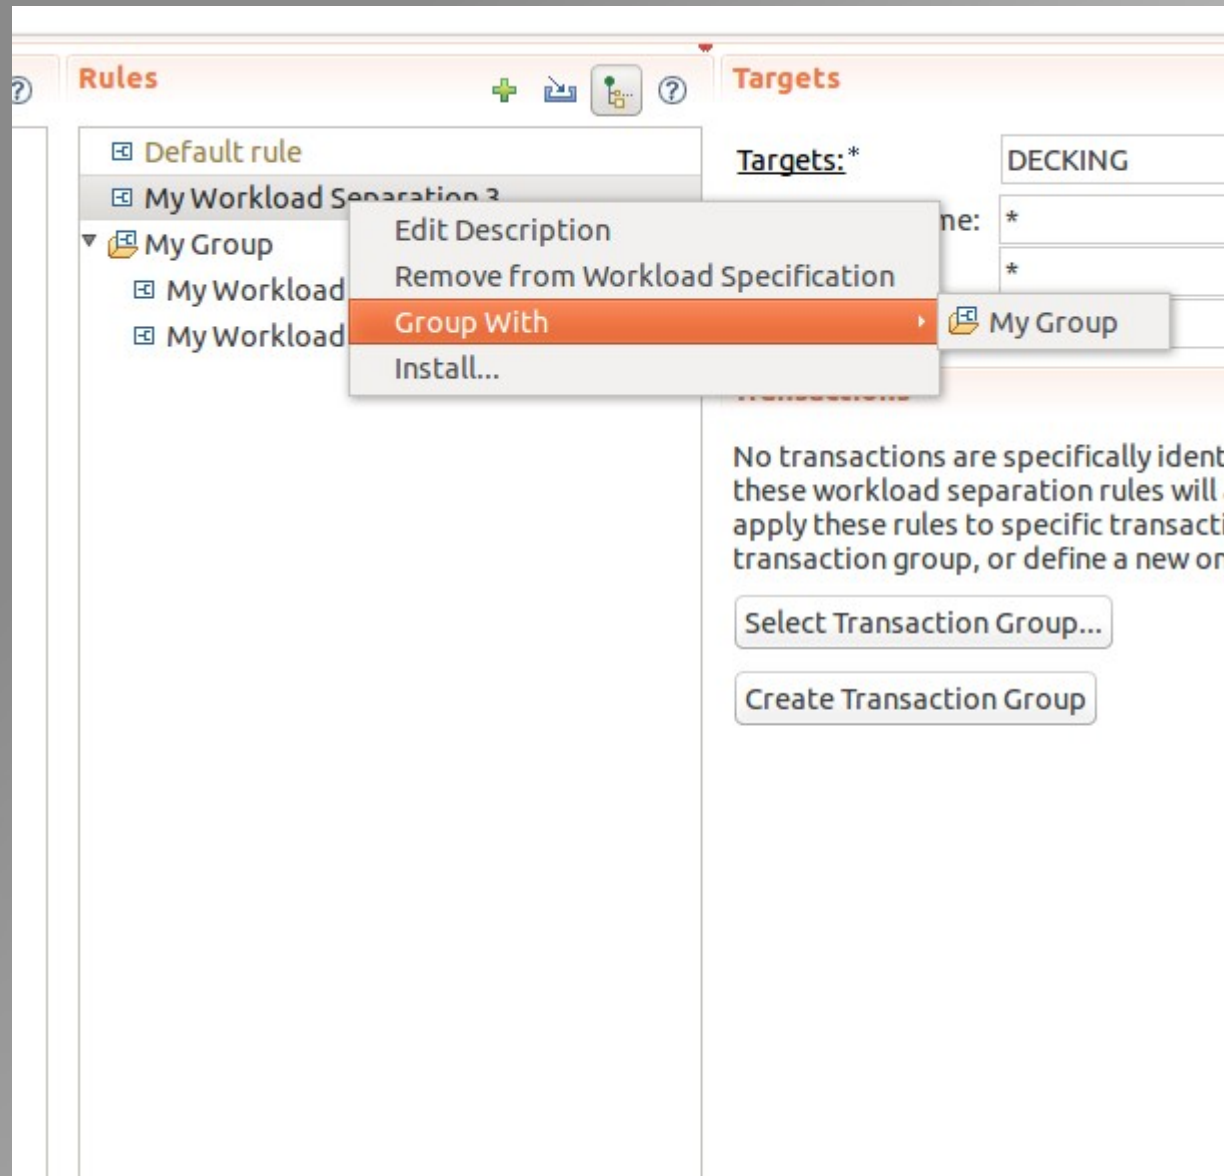 Rules
Targets
Default rule
My Workload Separation 3
My Group
My Workload
My Workload
Edit Description
Remove from Workload Specification
Group With
Install...
My Group
Targets:*
DECKING
me:
*
*
Transactions
No transactions are specifically ident
these workload separation rules will
apply these rules to specific transacti
transaction group, or define a new or
Select Transaction Group...
Create Transaction Group